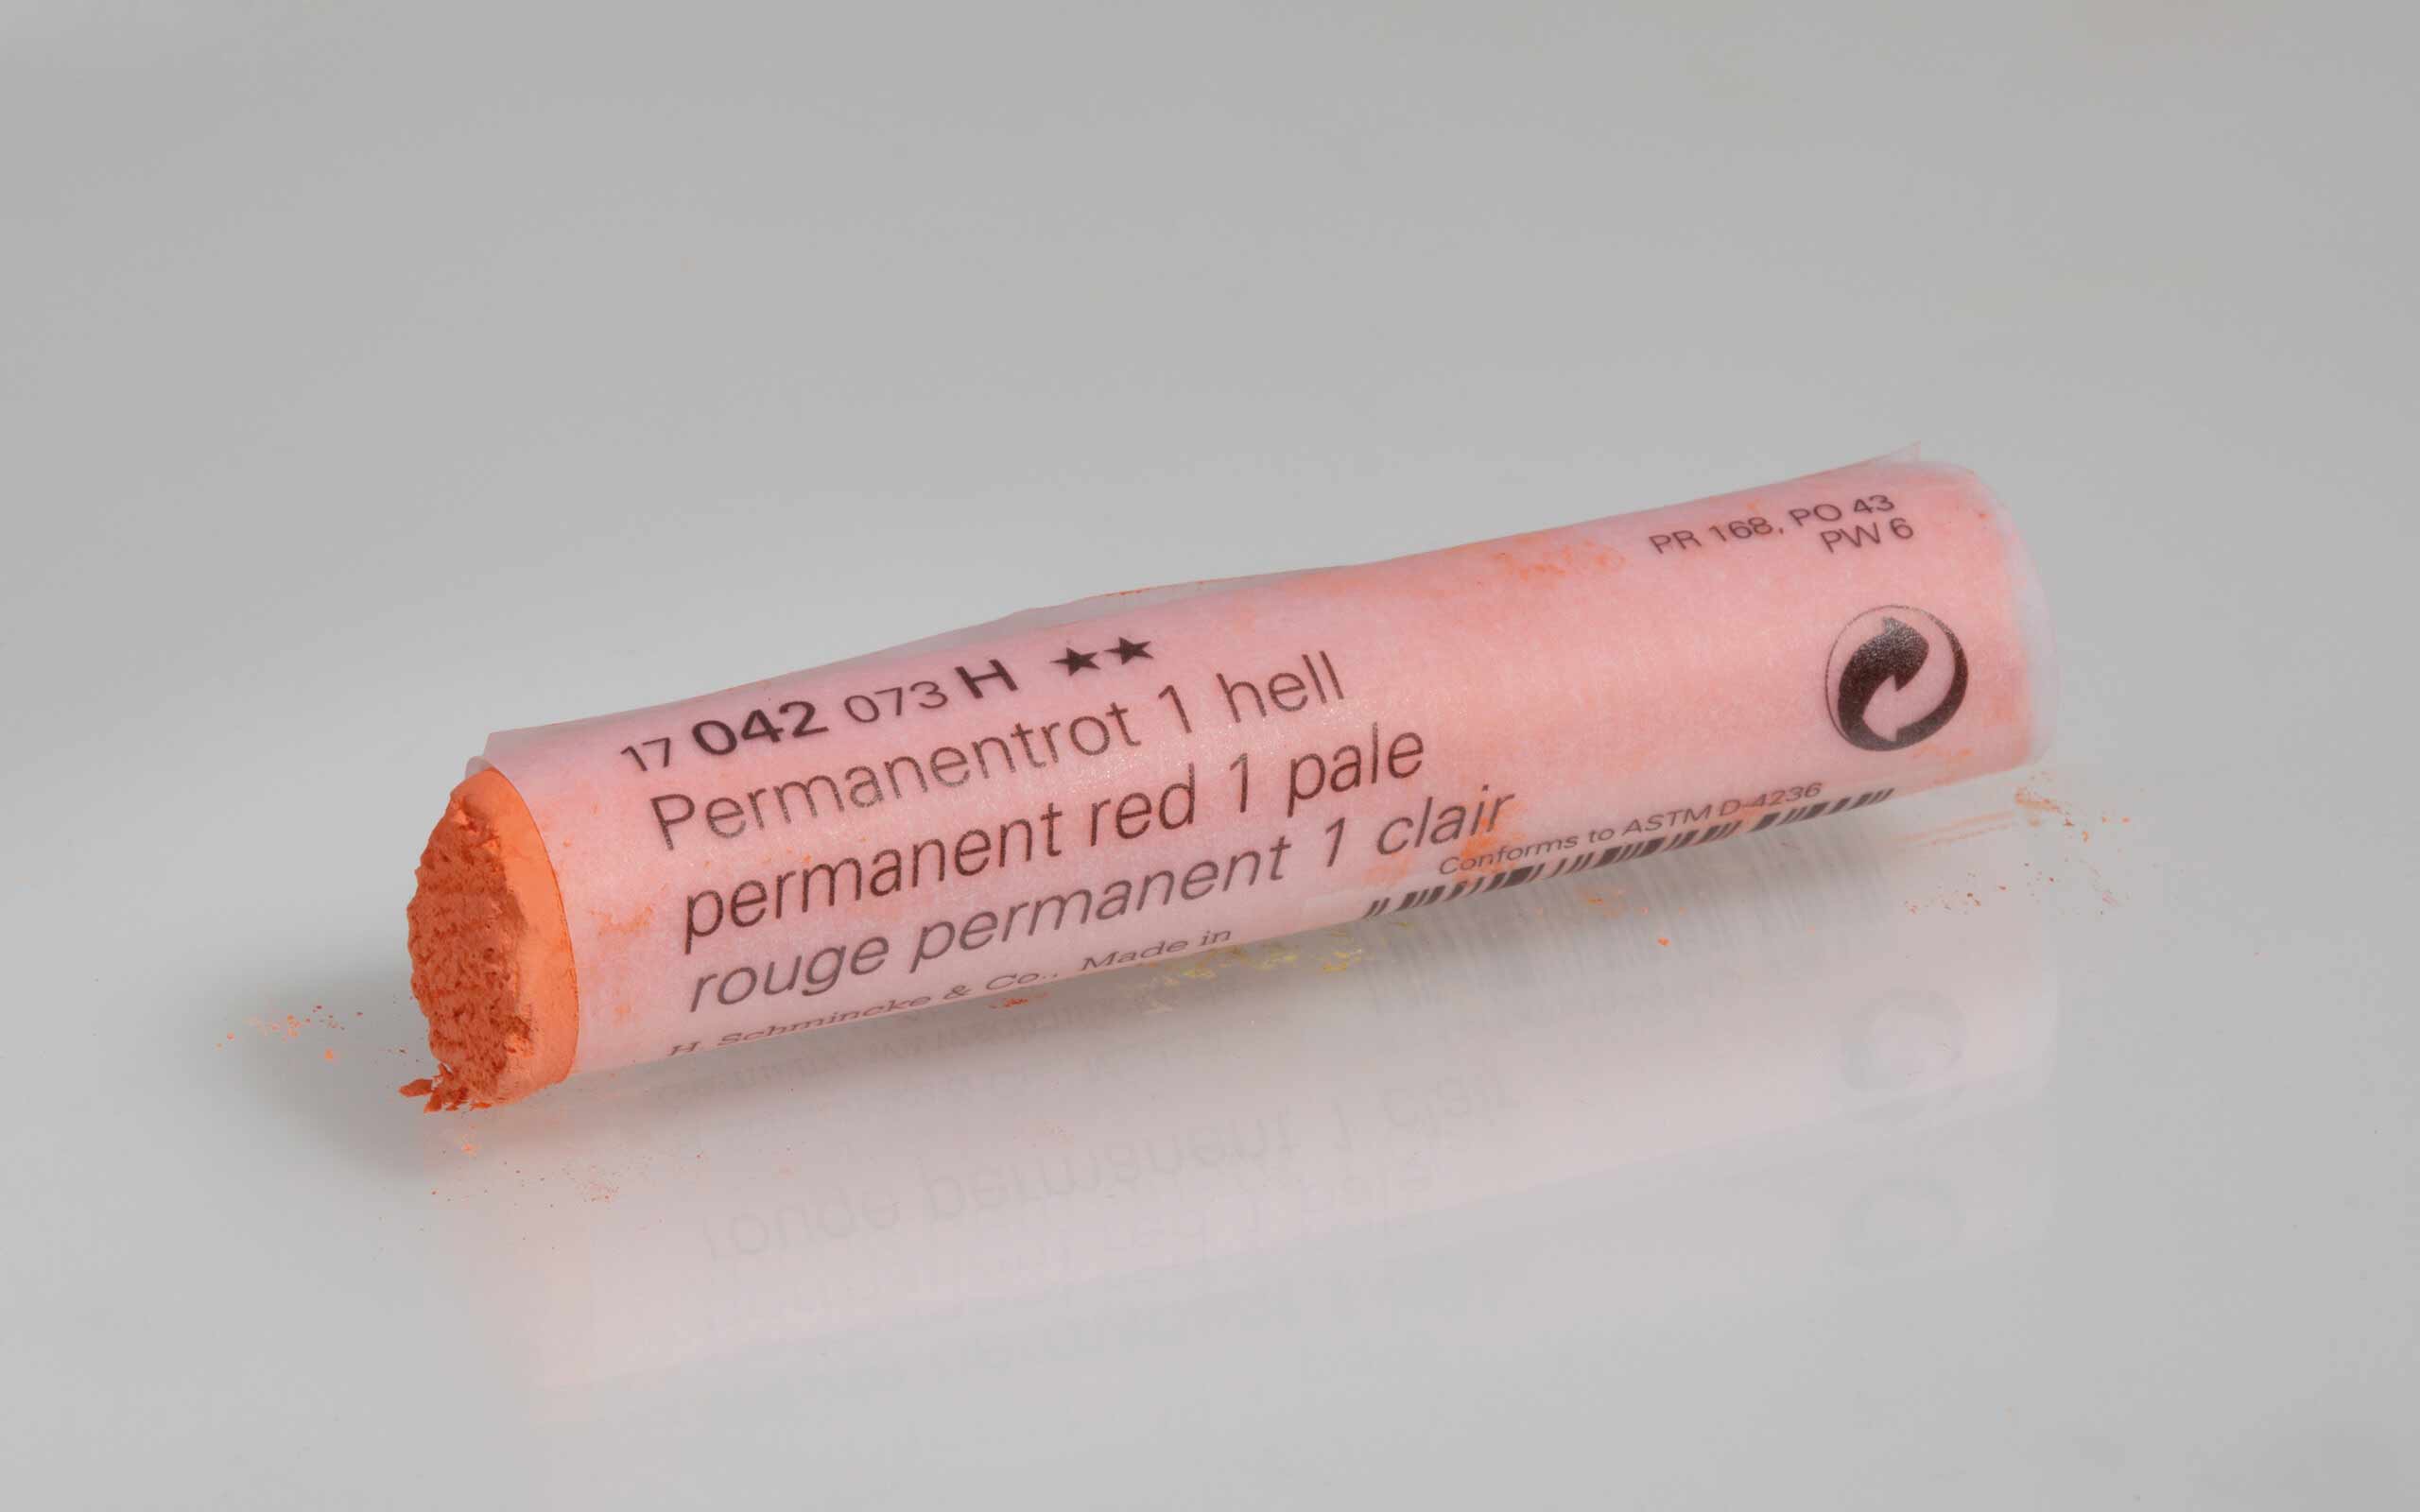 17 042 073 H ★★
Permanentrot 1 hell
permanent red 1 pale
rouge permanent 1 clair
H. Schmincke & Co., Made in
PR 168, PO 43
PW 6
Conforms to ASTM D-4236